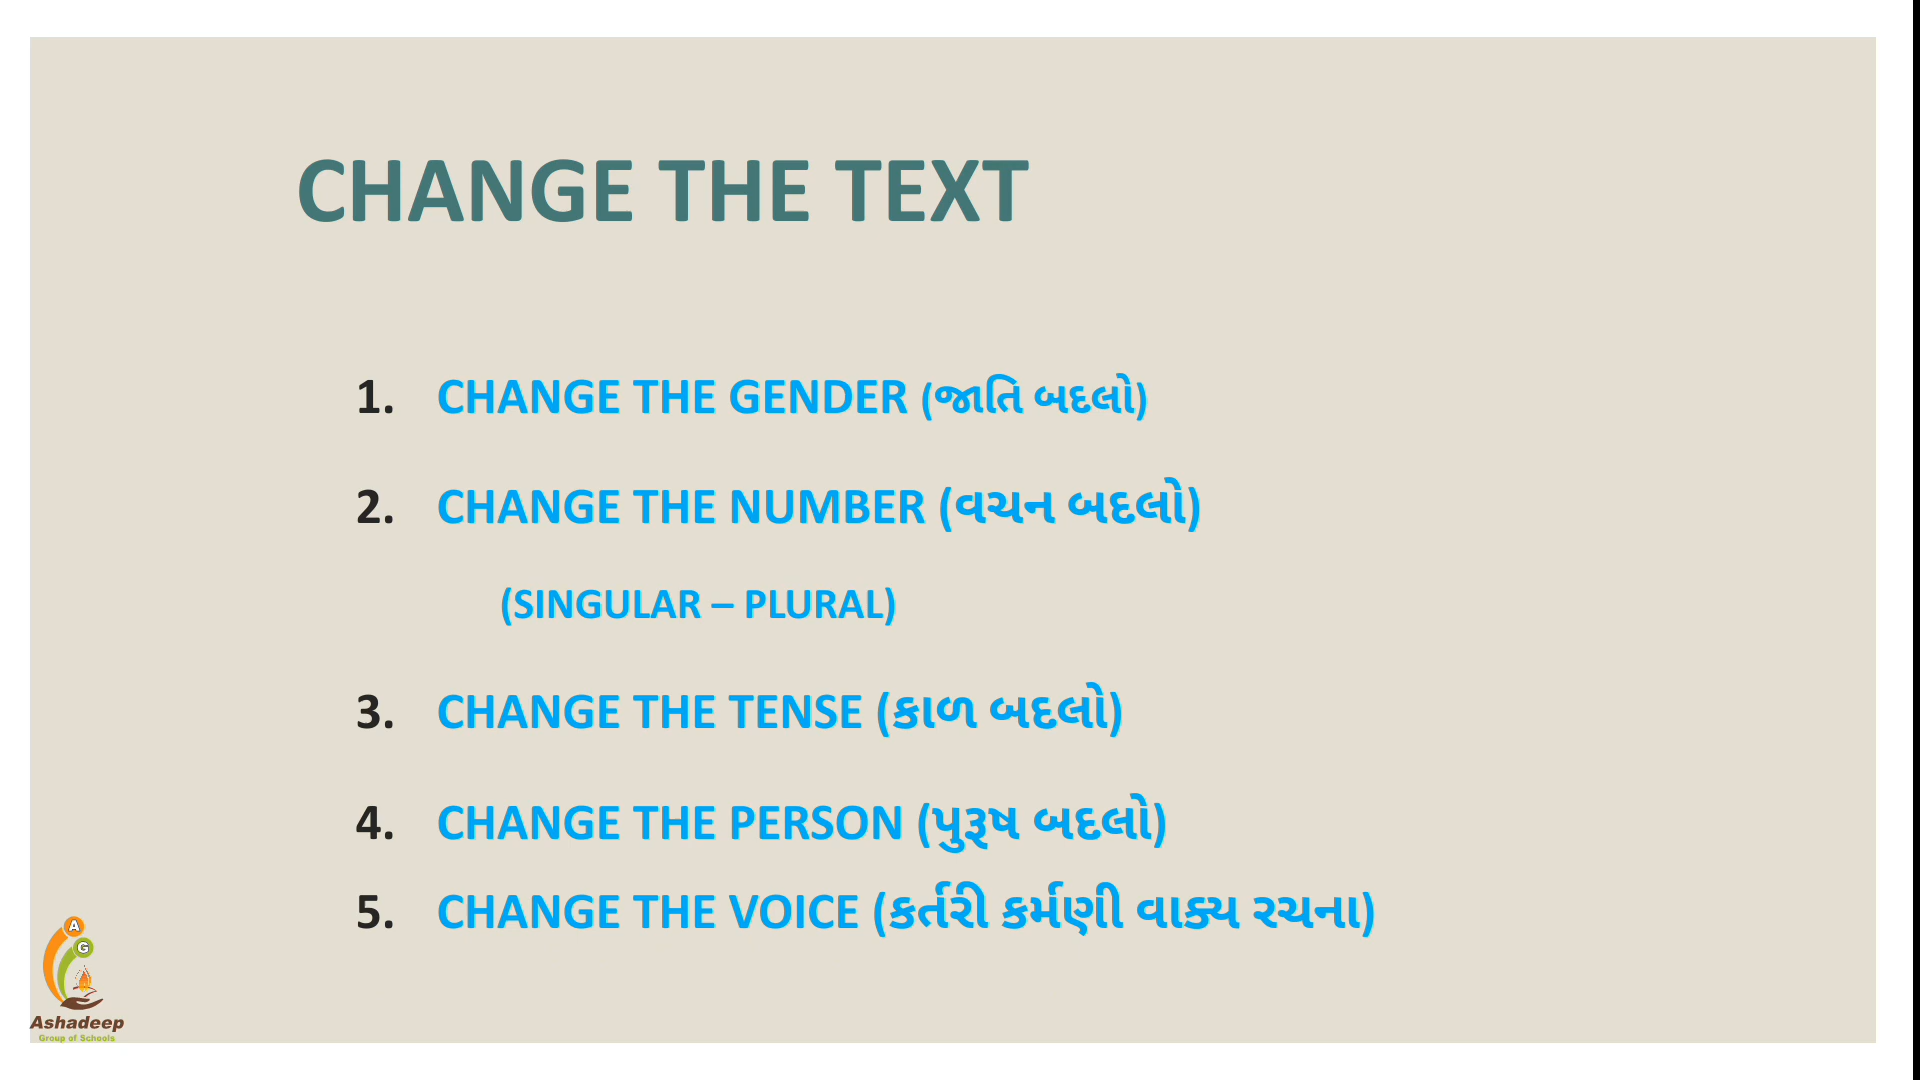 CHANGE THE TEXT
1. CHANGE THE GENDER (જાતિ બદલો)
2. CHANGE THE NUMBER (વચન બદલો)
(SINGULAR – PLURAL)
3. CHANGE THE TENSE (કાળ બદલો)
4. CHANGE THE PERSON (પુરૂષ બદલો)
5. CHANGE THE VOICE (કર્તરી કર્મણી વાક્ય રચના)
A
G
Ashadeep
Group of Schools